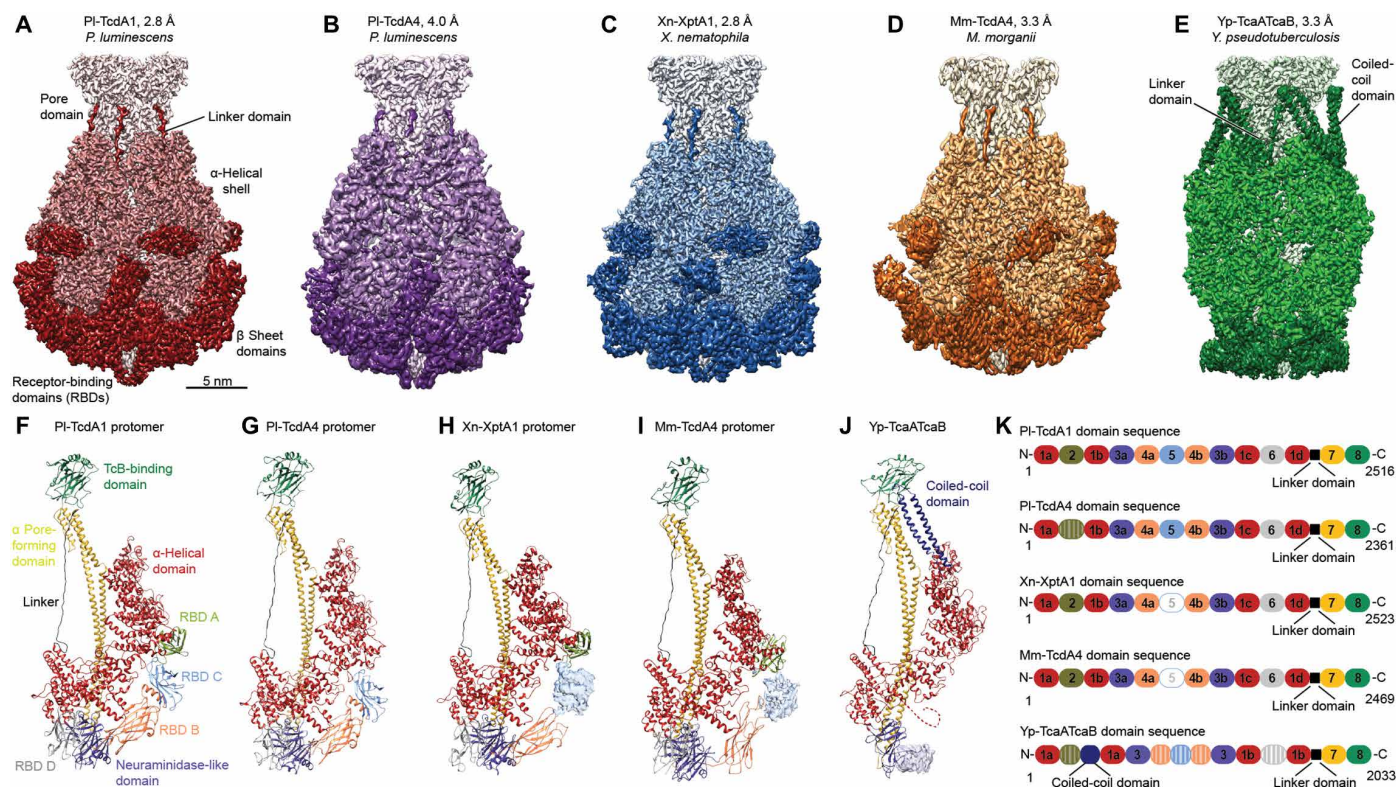 A
Pl-TcdA1, 2.8 Å
P. luminescens
B
Pl-TcdA4, 4.0 Å
P. luminescens
C
Xn-XptA1, 2.8 Å
X. nematophila
D
Mm-TcdA4, 3.3 Å
M. morganii
E
Yp-TcaATcaB, 3.3 Å
Y. pseudotuberculosis
Pore
domain
Linker domain
α-Helical
shell
β Sheet
domains
Receptor-binding
domains (RBDs)
5 nm
Linker
domain
Coiled-
coil
domain
F
Pl-TcdA1 protomer
TcB-binding
domain
α Pore-
forming
domain
α-Helical
domain
Linker
RBD A
RBD C
RBD B
RBD D
Neuraminidase-like
domain
G
Pl-TcdA4 protomer
H
Xn-XptA1 protomer
I
Mm-TcdA4 protomer
J
Yp-TcaATcaB
Coiled-coil
domain
K
Pl-TcdA1 domain sequence
N- 1a 2 1b 3a 4a 5 4b 3b 1c 6 1d 7 8 -C
1 2516
Linker domain
Pl-TcdA4 domain sequence
N- 1a 1b 3a 4a 5 4b 3b 1c 6 1d 7 8 -C
1 2361
Linker domain
Xn-XptA1 domain sequence
N- 1a 2 1b 3a 4a 5 4b 3b 1c 6 1d 7 8 -C
1 2523
Linker domain
Mm-TcdA4 domain sequence
N- 1a 2 1b 3a 4a 5 4b 3b 1c 6 1d 7 8 -C
1 2469
Linker domain
Yp-TcaATcaB domain sequence
N- 1a 1a 3 3 1b 1b 7 8 -C
1 2033
Coiled-coil domain Linker domain